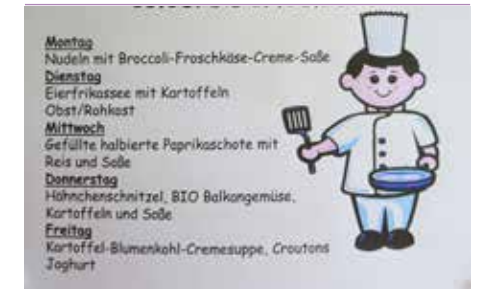 Montag
Nudeln mit Broccoli-Froschkäse-Creme-Soße
Dienstag
Eierfrikassee mit Kartoffeln
Obst/Rohkost
Mittwoch
Gefüllte halbierte Paprikaschote mit
Reis und Soße
Donnerstag
Hähnchenschnitzel, BIO Balkangemüse,
Kartoffeln und Soße
Freitag
Kartoffel-Blumenkohl-Cremesuppe, Croutons
Joghurt